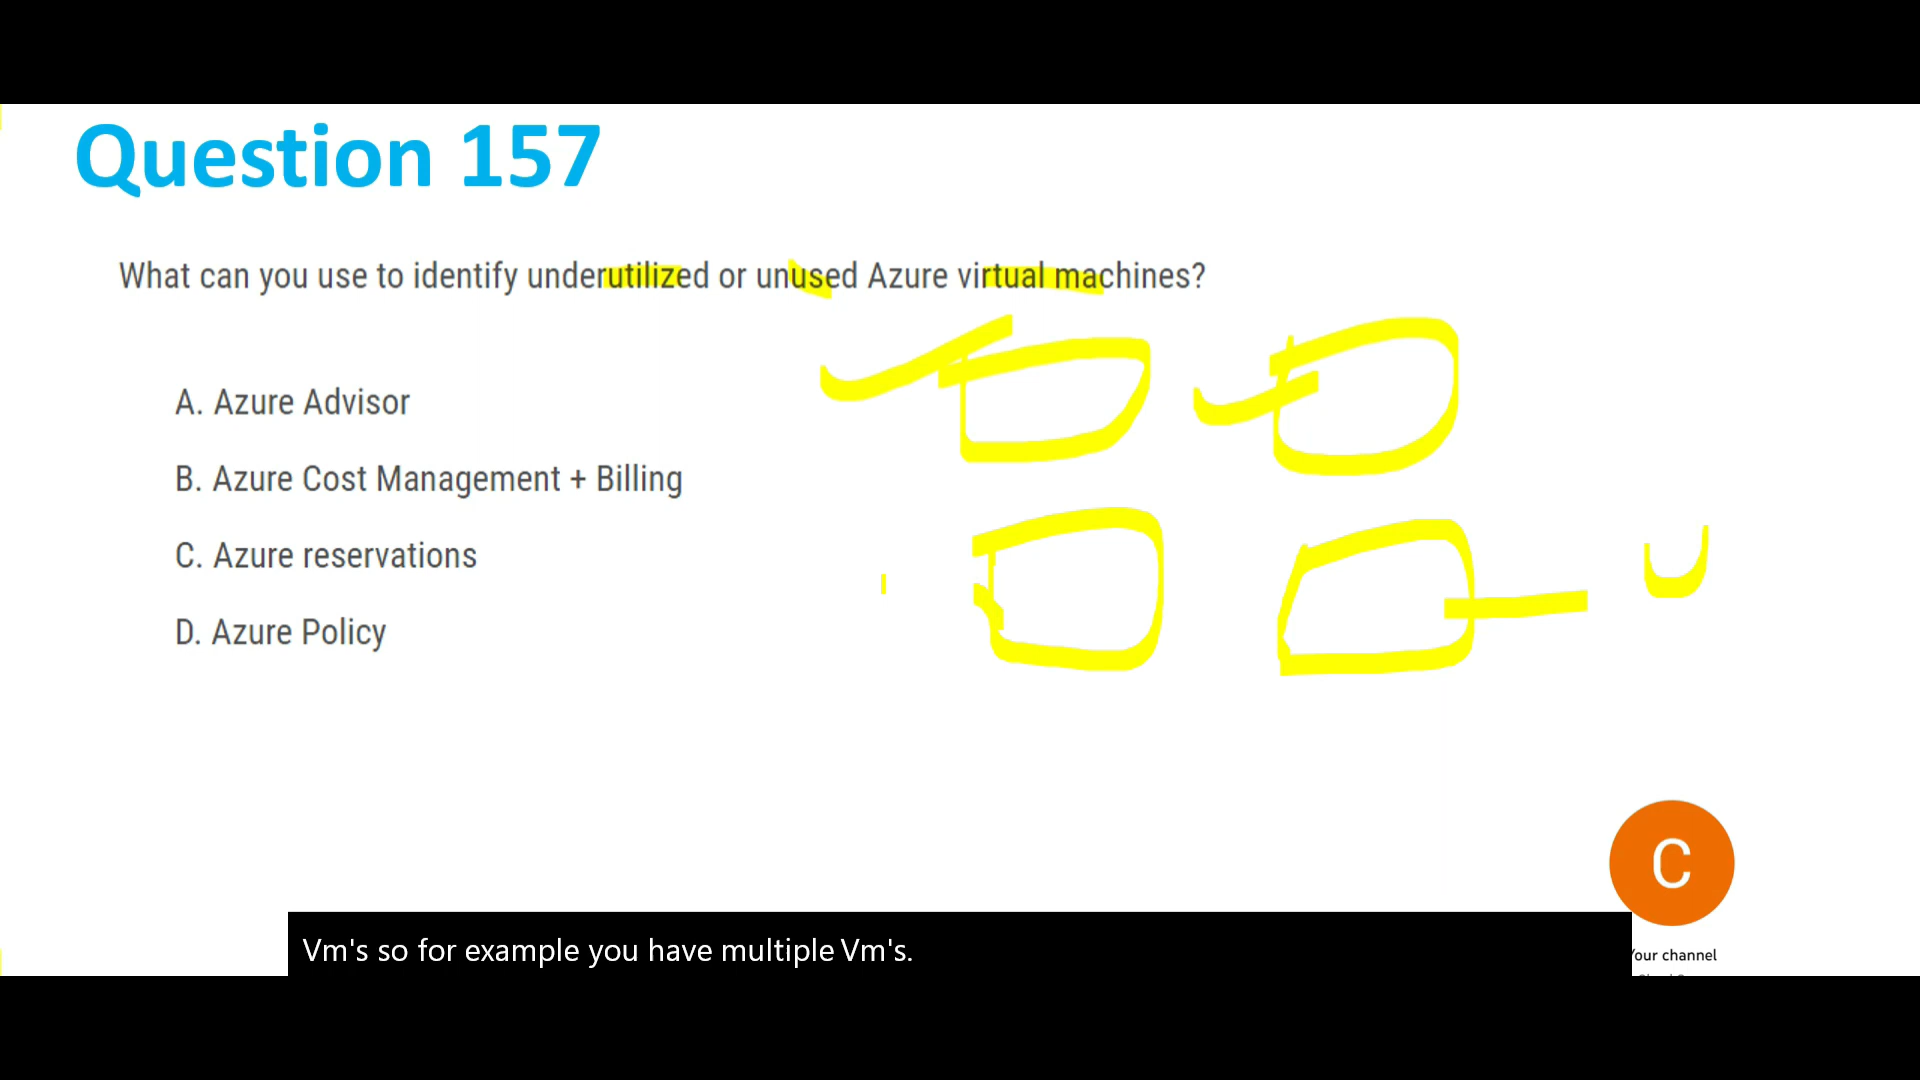 Question 157
What can you use to identify underutilized or unused Azure virtual machines?
A. Azure Advisor
B. Azure Cost Management + Billing
C. Azure reservations
D. Azure Policy
U
C
Vm's so for example you have multiple Vm's.
Your channel